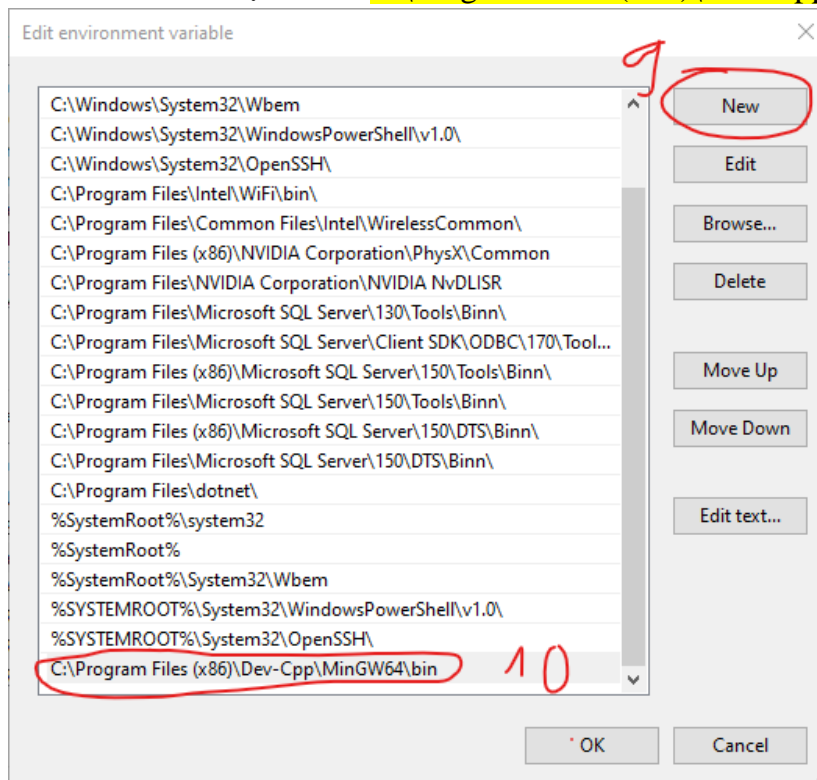 Edit environment variable
9
C:\Windows\System32\Wbem
New
C:\Windows\System32\WindowsPowerShell\v1.0\
C:\Windows\System32\OpenSSH\
Edit
C:\Program Files\Intel\WiFi\bin\
C:\Program Files\Common Files\Intel\WirelessCommon\
Browse...
C:\Program Files (x86)\NVIDIA Corporation\PhysX\Common
C:\Program Files\NVIDIA Corporation\NVIDIA NvDLISR
Delete
C:\Program Files\Microsoft SQL Server\130\Tools\Binn\
C:\Program Files\Microsoft SQL Server\Client SDK\ODBC\170\Tool...
C:\Program Files (x86)\Microsoft SQL Server\150\Tools\Binn\
Move Up
C:\Program Files\Microsoft SQL Server\150\Tools\Binn\
C:\Program Files (x86)\Microsoft SQL Server\150\DTS\Binn\
Move Down
C:\Program Files\Microsoft SQL Server\150\DTS\Binn\
C:\Program Files\dotnet\
%SystemRoot%\system32
Edit text...
%SystemRoot%
%SystemRoot%\System32\Wbem
%SYSTEMROOT%\System32\WindowsPowerShell\v1.0\
%SYSTEMROOT%\System32\OpenSSH\
C:\Program Files (x86)\Dev-Cpp\MinGW64\bin
10
OK
Cancel